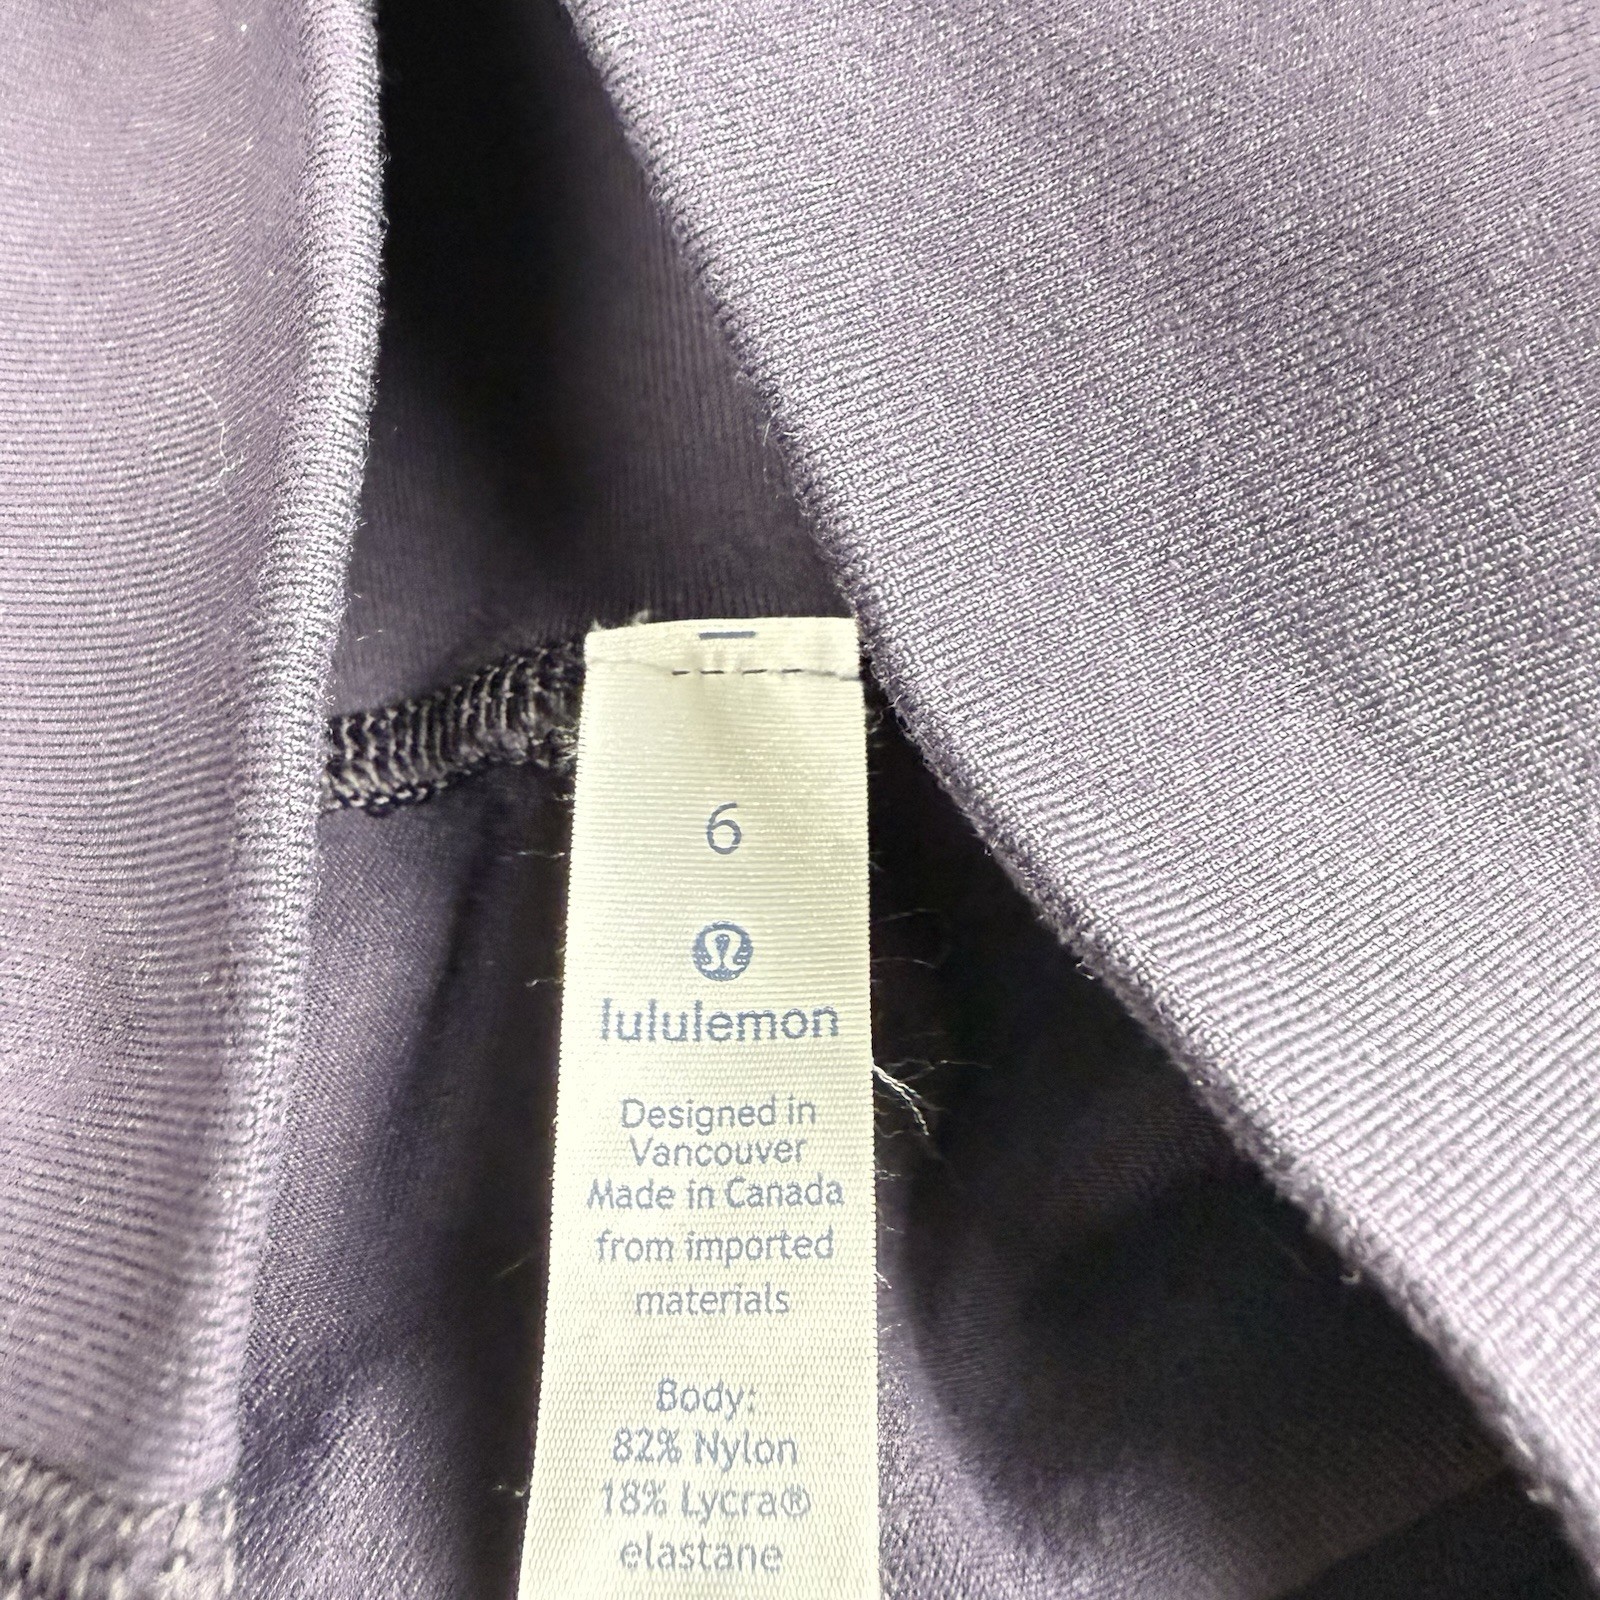 6
lululemon
Designed in
Vancouver
Made in Canada
from imported
materials
Body:
82% Nylon
18% Lycra®
elastane